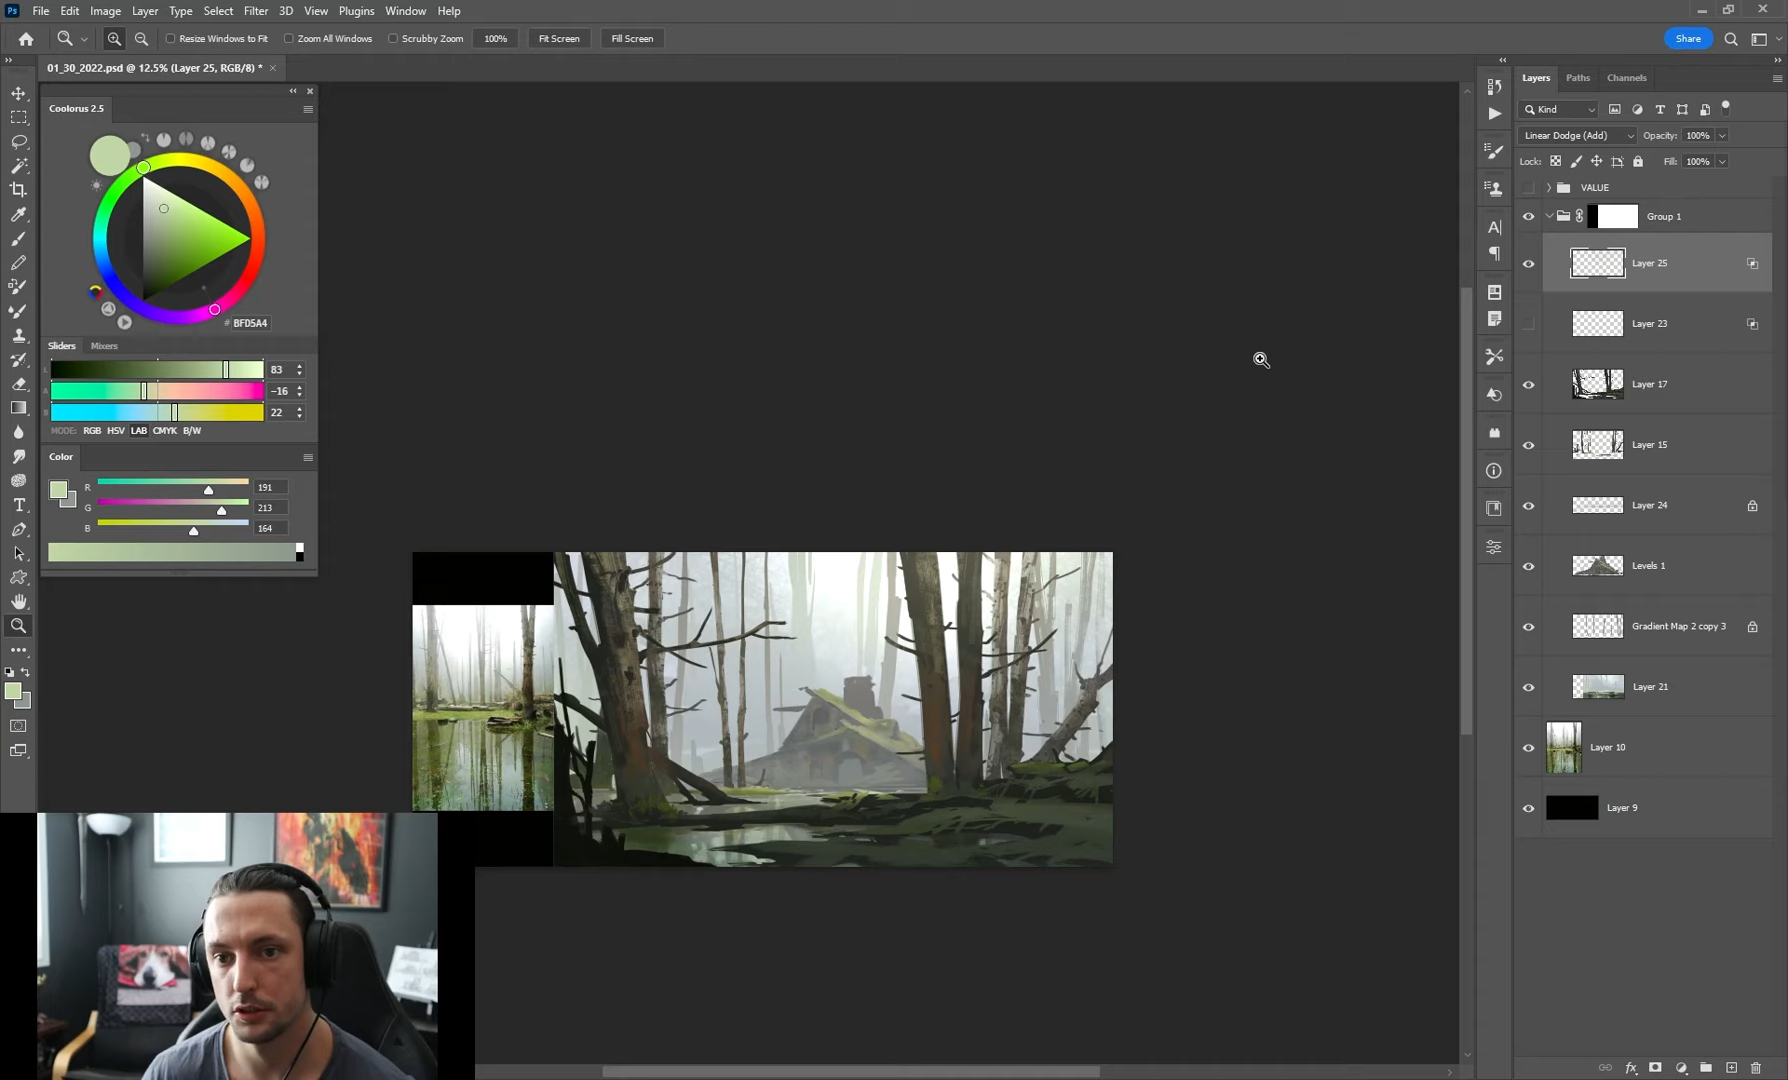 Ps File Edit Image Layer Type Select Filter 3D View Plugins Window Help
Resize Windows to Fit Zoom All Windows Scrubby Zoom 100% Fit Screen Fill Screen Share
01_30_2022.psd @ 12.5% (Layer 25, RGB/8) *
Coolorus 2.5
# BFD5A4
Sliders Mixers
L 83
A -16
B 22
MODE: RGB HSV LAB CMYK B/W
Color
R 191
G 213
B 164
Layers Paths Channels
Kind
Linear Dodge (Add) Opacity: 100%
Lock: Fill: 100%
VALUE
Group 1
Layer 25
Layer 23
Layer 17
Layer 15
Layer 24
Levels 1
Gradient Map 2 copy 3
Layer 21
Layer 10
Layer 9
fx